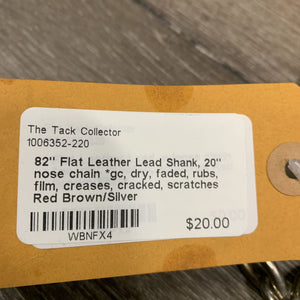 The Tack Collector
1006352-220
82" Flat Leather Lead Shank, 20"
nose chain *gc, dry, faded, rubs,
film, creases, cracked, scratches
Red Brown/Silver
$20.00
WBNFX4